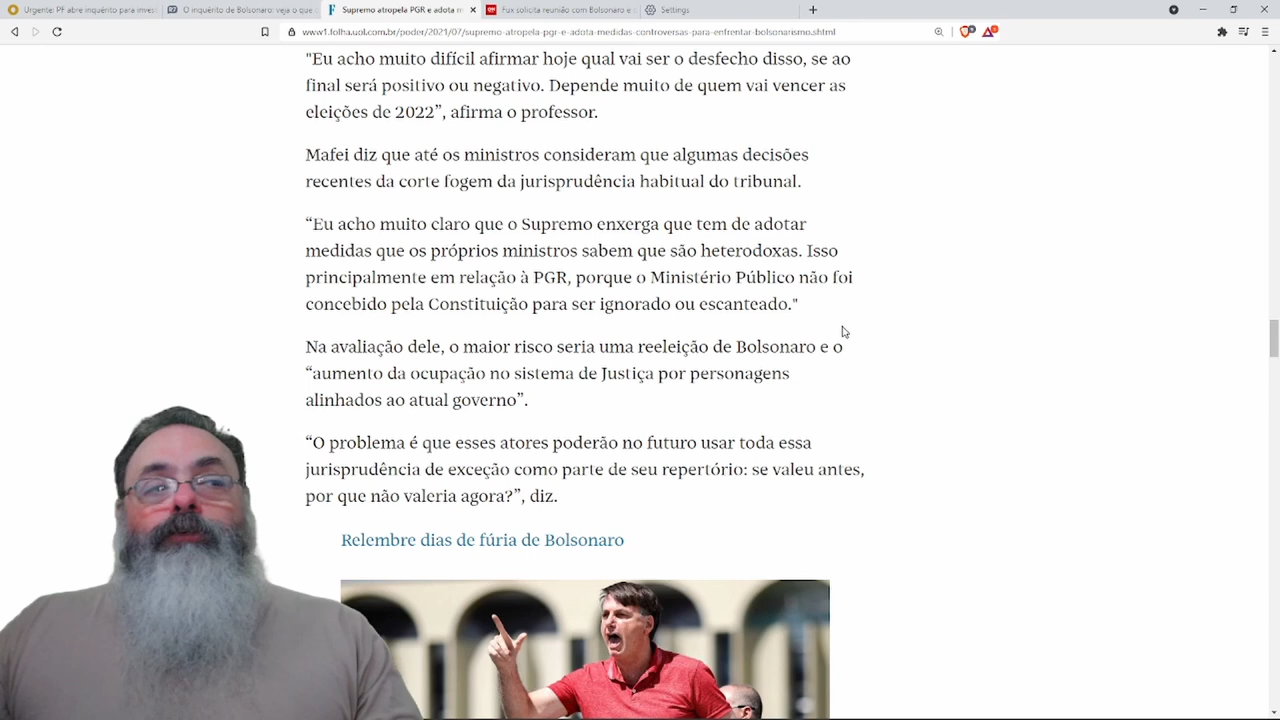 Urgente: PF abre inquérito para inves
O inquérito de Bolsonaro: veja o que
Supremo atropela PGR e adota m
Fux solicita reunião com Bolsonaro e
Settings
www1.folha.uol.com.br/poder/2021/07/supremo-atropela-pgr-e-adota-medidas-controversas-para-enfrentar-bolsonarismo.shtml
"Eu acho muito difícil afirmar hoje qual vai ser o desfecho disso, se ao
final será positivo ou negativo. Depende muito de quem vai vencer as
eleições de 2022”, afirma o professor.
Mafei diz que até os ministros consideram que algumas decisões
recentes da corte fogem da jurisprudência habitual do tribunal.
“Eu acho muito claro que o Supremo enxerga que tem de adotar
medidas que os próprios ministros sabem que são heterodoxas. Isso
principalmente em relação à PGR, porque o Ministério Público não foi
concebido pela Constituição para ser ignorado ou escanteado."
Na avaliação dele, o maior risco seria uma reeleição de Bolsonaro e o
“aumento da ocupação no sistema de Justiça por personagens
alinhados ao atual governo”.
“O problema é que esses atores poderão no futuro usar toda essa
jurisprudência de exceção como parte de seu repertório: se valeu antes,
por que não valeria agora?”, diz.
Relembre dias de fúria de Bolsonaro